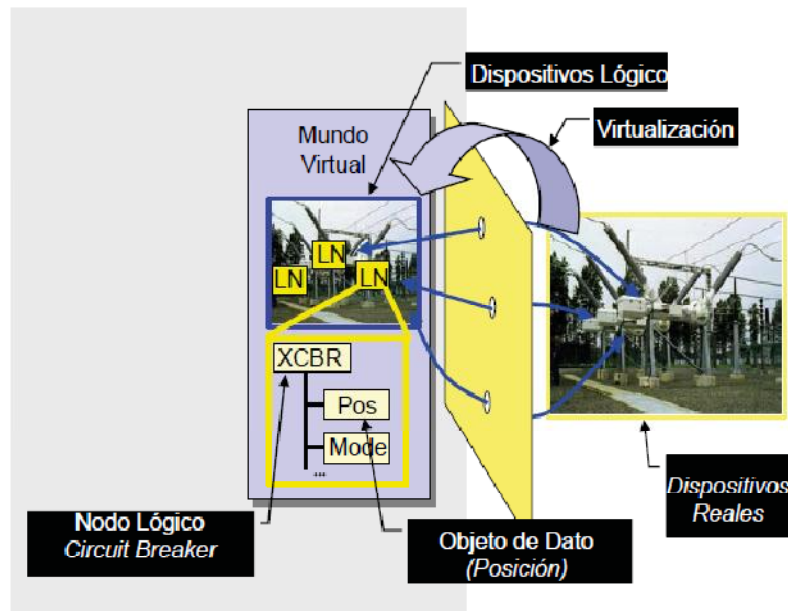 Dispositivos Lógico
Mundo
Virtual
Virtualización
LN
LN
LN
XCBR
Pos
Mode
...
Dispositivos
Reales
Nodo Lógico
Circuit Breaker
Objeto de Dato
(Posición)